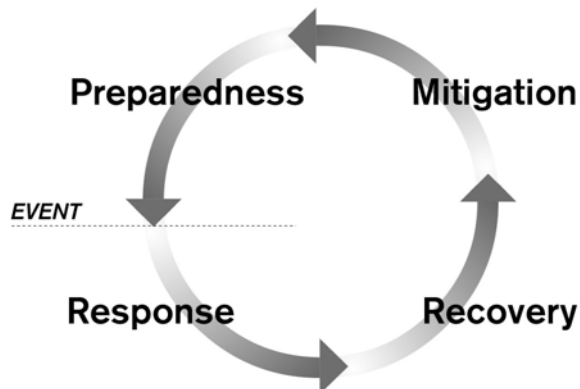 Preparedness
Mitigation
EVENT
Response
Recovery